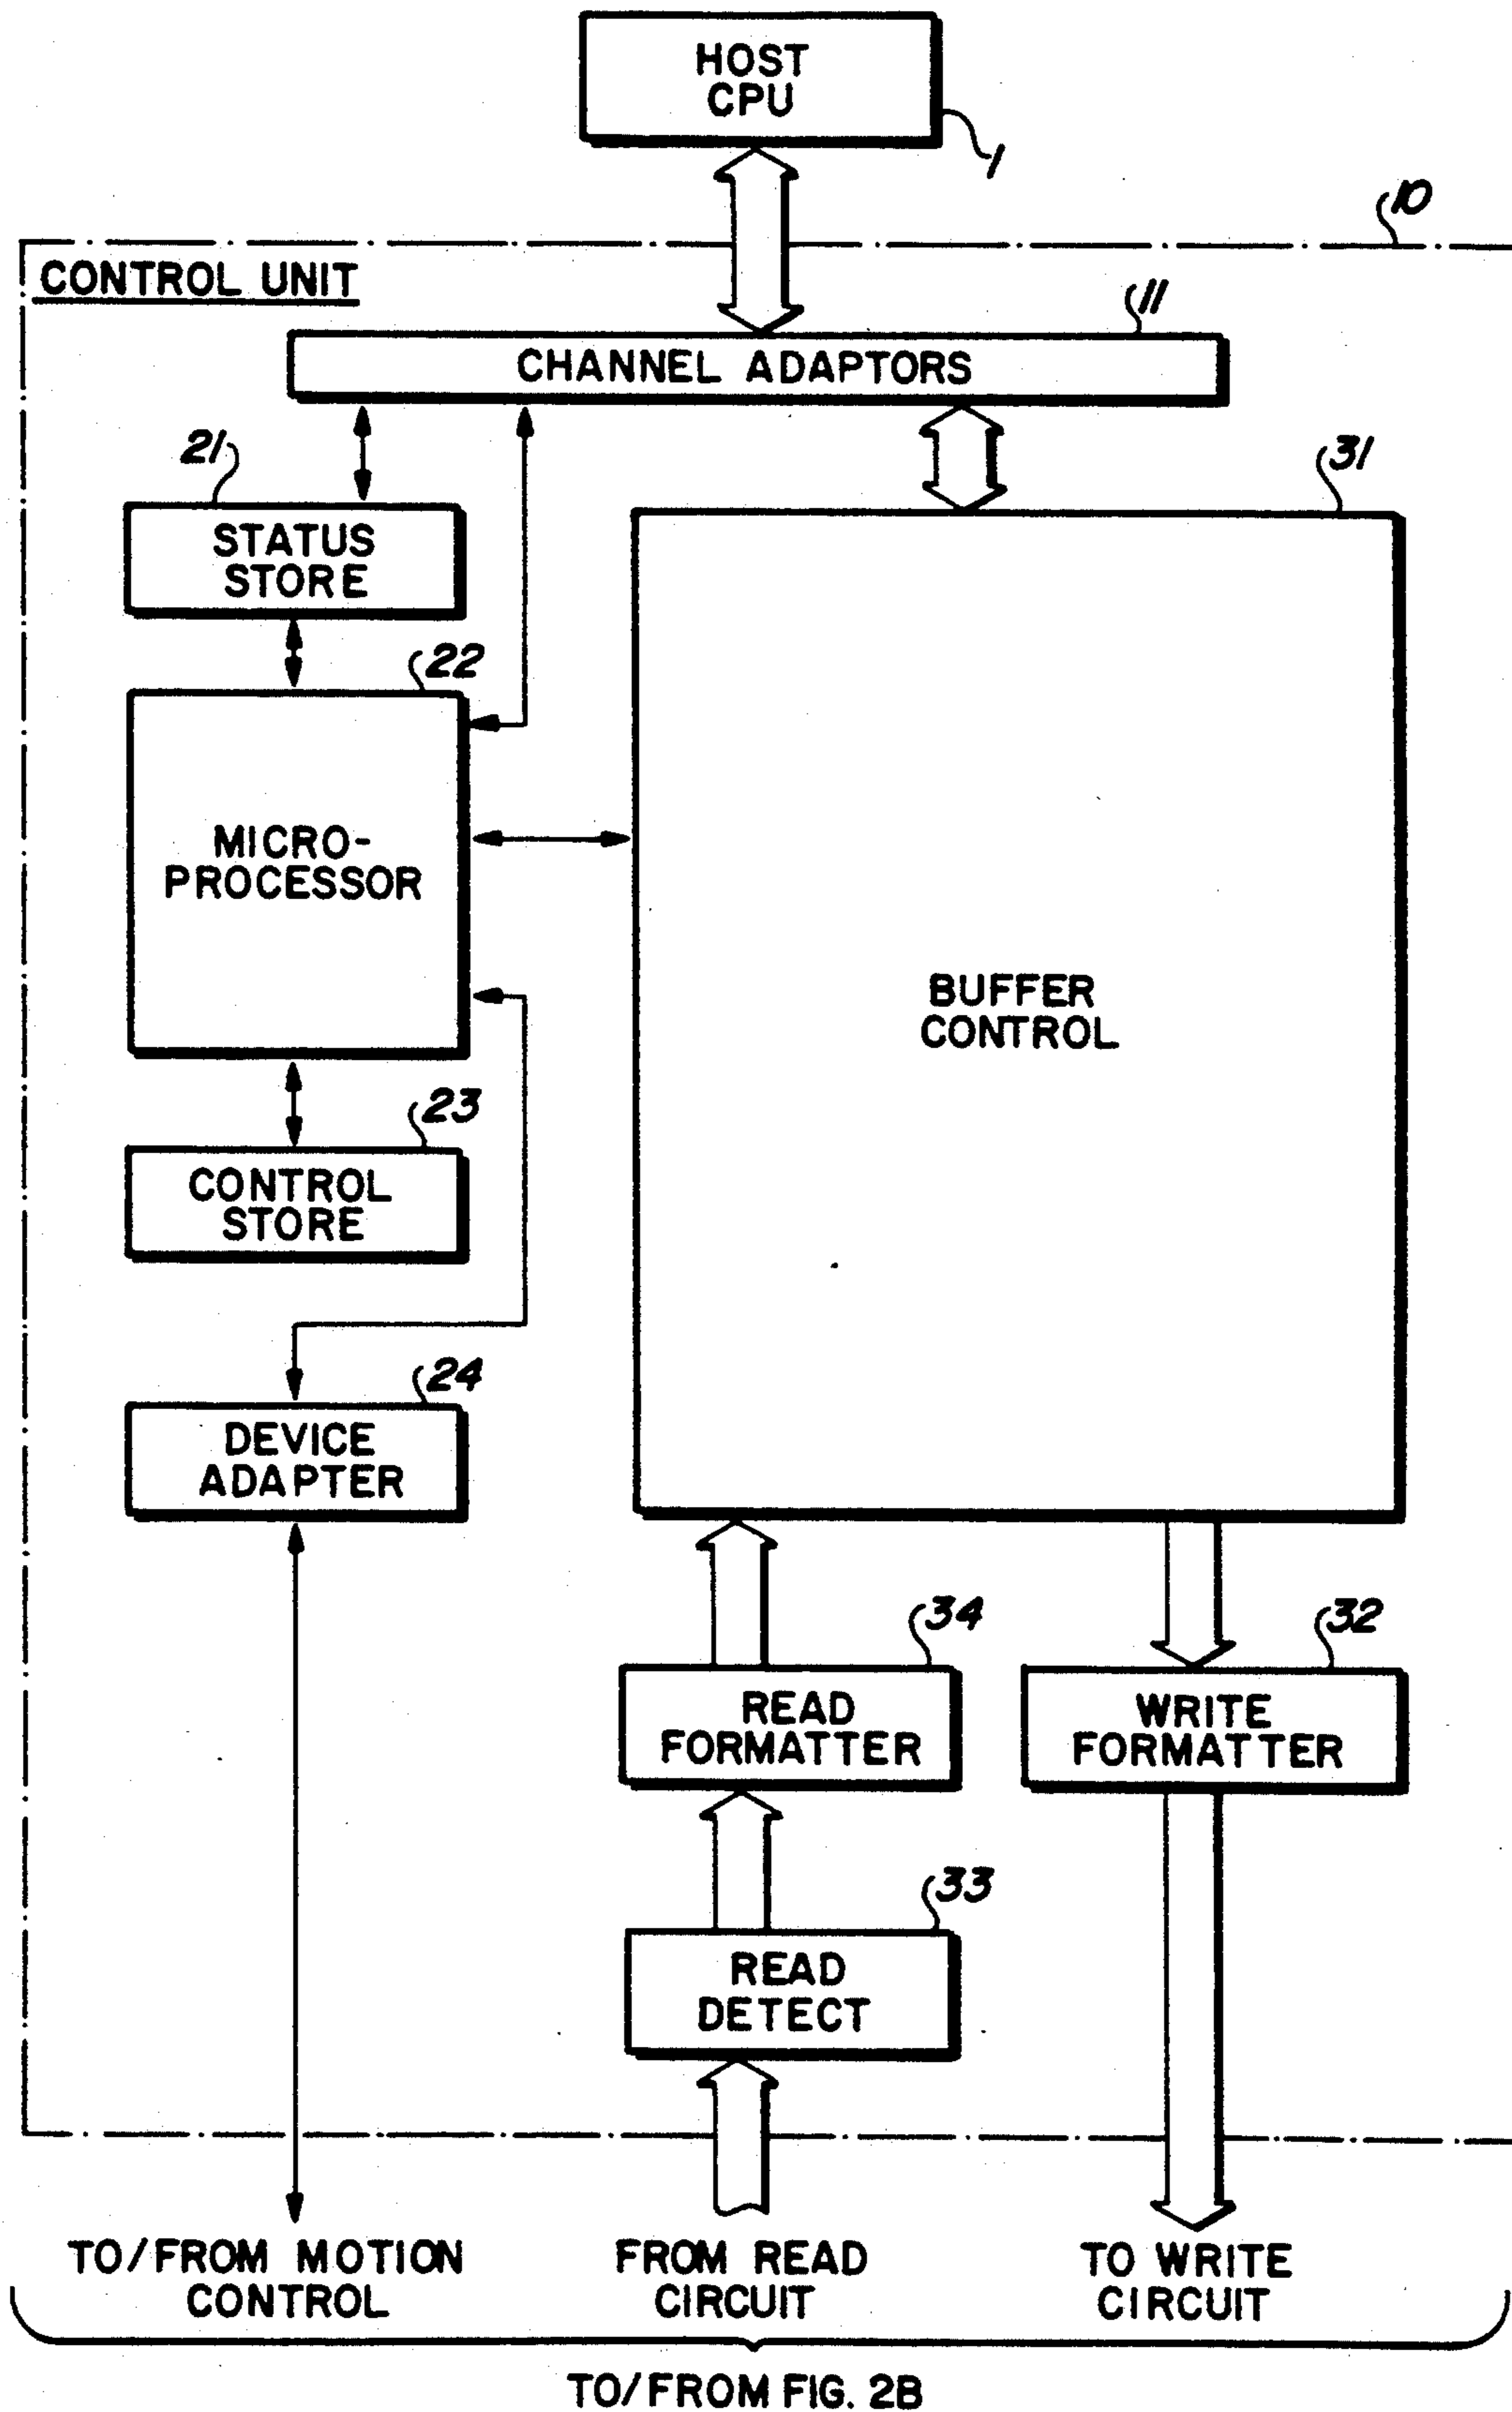 HOST
CPU
1
10
CONTROL UNIT
11
CHANNEL ADAPTORS
21
31
STATUS
STORE
22
MICRO-
PROCESSOR
BUFFER
CONTROL
23
CONTROL
STORE
24
DEVICE
ADAPTER
34
32
READ
FORMATTER
WRITE
FORMATTER
33
READ
DETECT
TO/FROM MOTION
CONTROL
FROM READ
CIRCUIT
TO WRITE
CIRCUIT
TO/FROM FIG. 2B